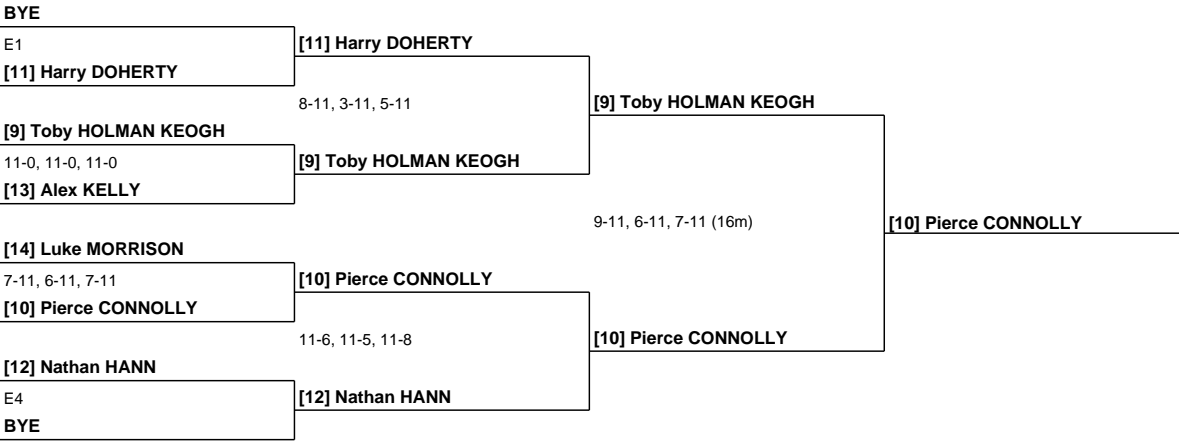 BYE
E1
[11] Harry DOHERTY
[11] Harry DOHERTY
8-11, 3-11, 5-11
[9] Toby HOLMAN KEOGH
[9] Toby HOLMAN KEOGH
11-0, 11-0, 11-0
[9] Toby HOLMAN KEOGH
[13] Alex KELLY
9-11, 6-11, 7-11 (16m)
[10] Pierce CONNOLLY
[14] Luke MORRISON
7-11, 6-11, 7-11
[10] Pierce CONNOLLY
[10] Pierce CONNOLLY
11-6, 11-5, 11-8
[10] Pierce CONNOLLY
[12] Nathan HANN
E4
[12] Nathan HANN
BYE